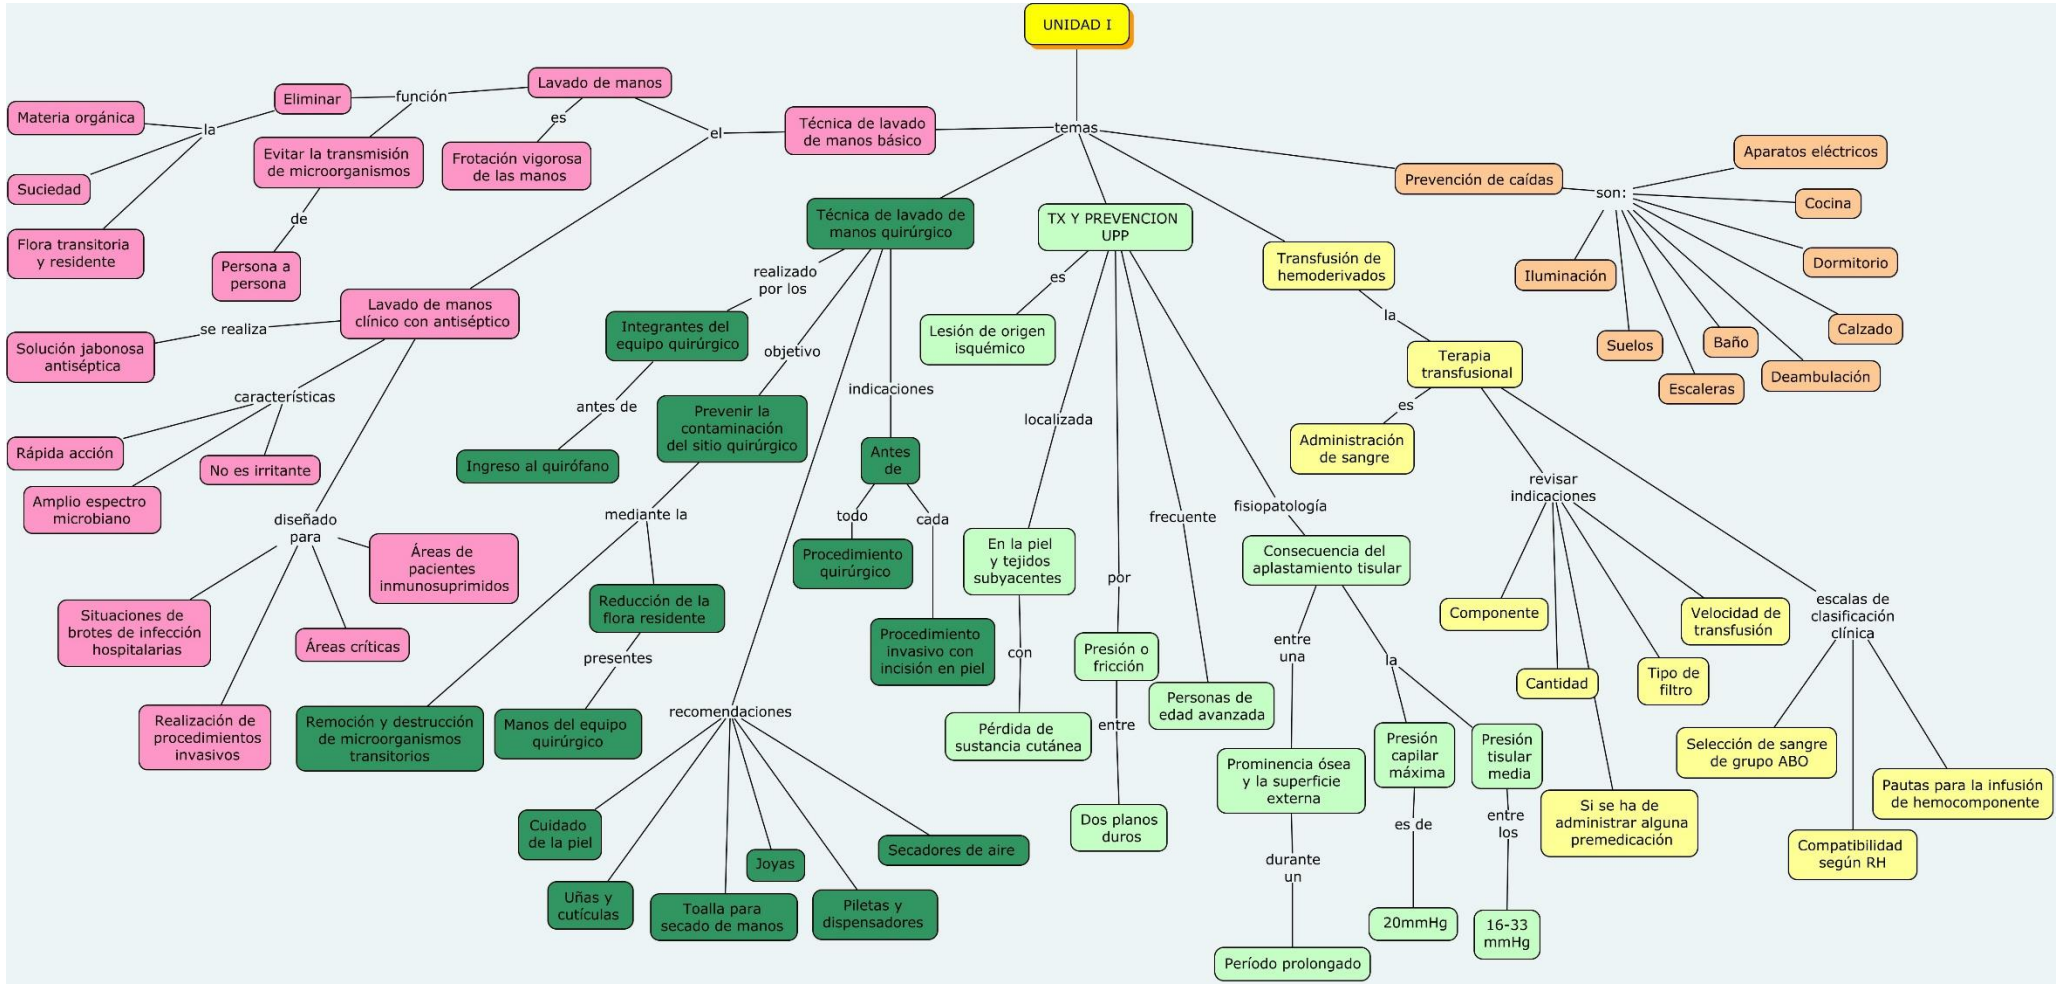 UNIDAD I
temas
Técnica de lavado
de manos básico
el
Lavado de manos
es
Frotación vigorosa
de las manos
función
Eliminar
la
Materia orgánica
Suciedad
Flora transitoria
y residente
Evitar la transmisión
de microorganismos
de
Persona a
persona
Lavado de manos
clínico con antiséptico
se realiza
Solución jabonosa
antiséptica
características
Rápida acción
Amplio espectro
microbiano
No es irritante
diseñado
para
Situaciones de
brotes de infección
hospitalarias
Realización de
procedimientos
invasivos
Áreas críticas
Áreas de
pacientes
inmunosuprimidos
Técnica de lavado de
manos quirúrgico
realizado
por los
Integrantes del
equipo quirúrgico
antes de
Ingreso al quirófano
objetivo
Prevenir la
contaminación
del sitio quirúrgico
mediante la
Remoción y destrucción
de microorganismos
transitorios
Reducción de la
flora residente
presentes
Manos del equipo
quirúrgico
recomendaciones
Cuidado
de la piel
Uñas y
cutículas
Toalla para
secado de manos
Joyas
Piletas y
dispensadores
Secadores de aire
indicaciones
Antes
de
todo
Procedimiento
quirúrgico
cada
Procedimiento
invasivo con
incisión en piel
TX Y PREVENCION
UPP
es
Lesión de origen
isquémico
localizada
En la piel
y tejidos
subyacentes
con
Pérdida de
sustancia cutánea
por
Presión o
fricción
entre
Dos planos
duros
frecuente
Personas de
edad avanzada
fisiopatología
Consecuencia del
aplastamiento tisular
entre
una
Prominencia ósea
y la superficie
externa
durante
un
Período prolongado
la
Presión
capilar
máxima
es de
20mmHg
Presión
tisular
media
entre
los
16-33
mmHg
Transfusión de
hemoderivados
la
Terapia
transfusional
es
Administración
de sangre
revisar
indicaciones
Componente
Cantidad
Si se ha de
administrar alguna
premedicación
Tipo de
filtro
Velocidad de
transfusión
escalas de
clasificación
clínica
Selección de sangre
de grupo ABO
Compatibilidad
según RH
Pautas para la infusión
de hemocomponente
Prevención de caídas
son:
Aparatos eléctricos
Cocina
Dormitorio
Calzado
Deambulación
Baño
Escaleras
Suelos
Iluminación